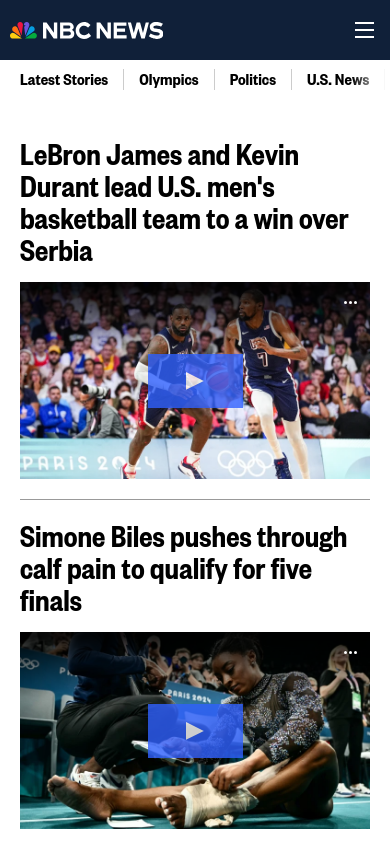 NBC NEWS
Latest Stories
Olympics
Politics
U.S. News
LeBron James and Kevin
Durant lead U.S. men's
basketball team to a win over
Serbia
7
PARIS 2024
Simone Biles pushes through
calf pain to qualify for five
finals
PARIS 2024